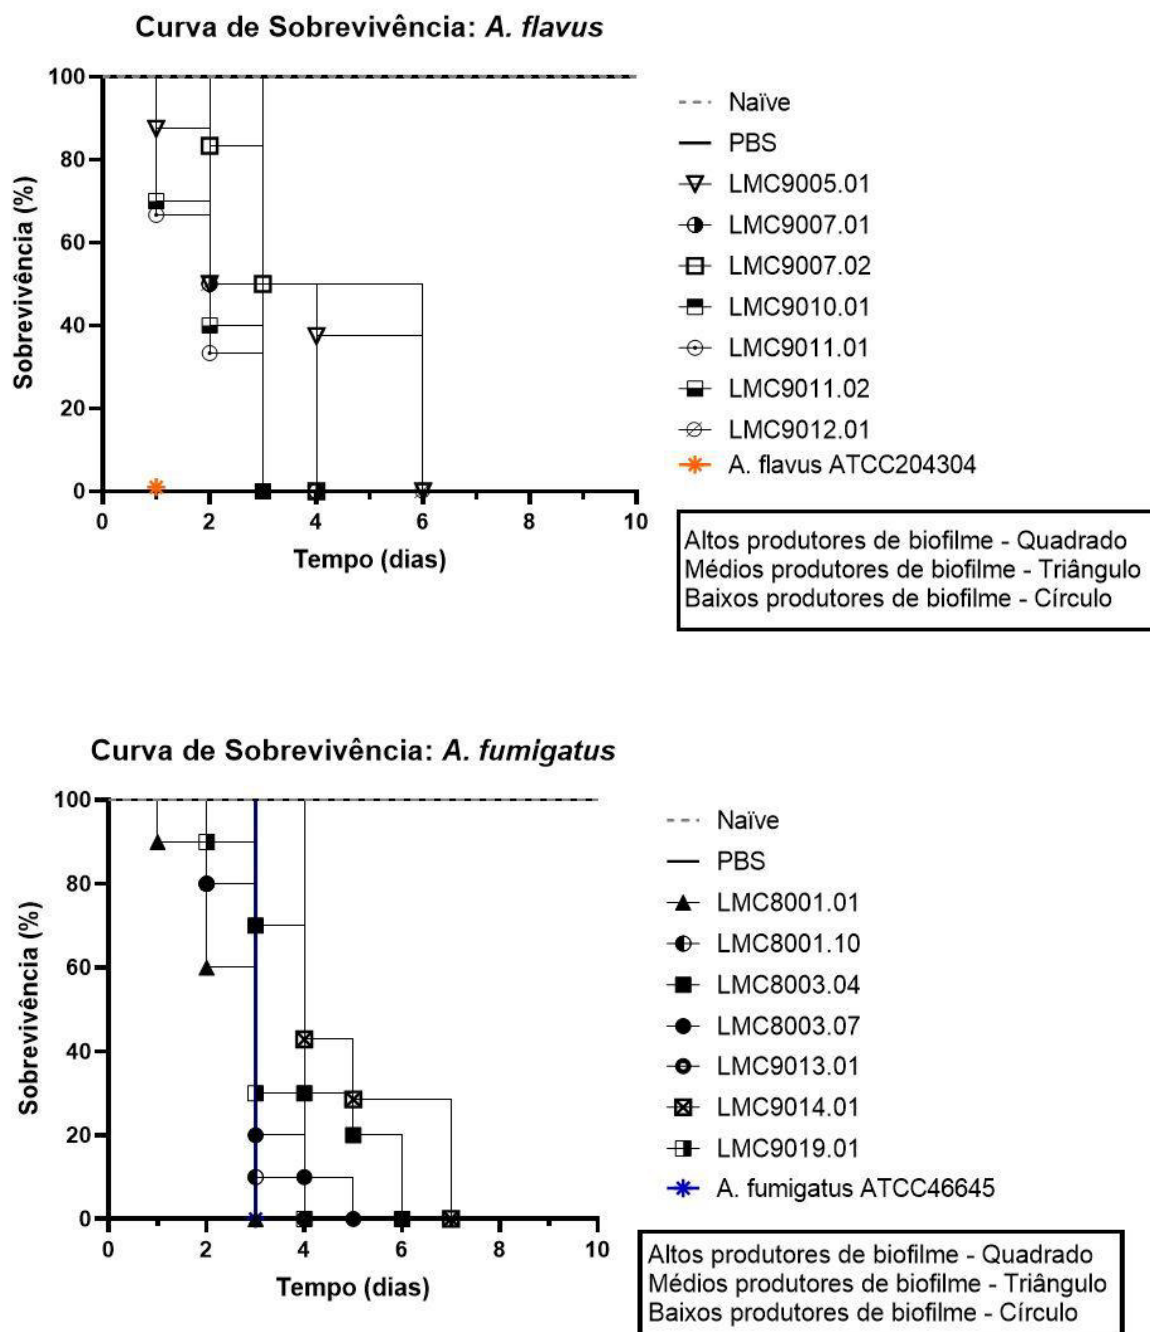 Curva de Sobrevivência: A. flavus
100
80
60
40
20
0
Sobrevivência (%)
0 2 4 6 8 10
Tempo (dias)
Naïve
PBS
LMC9005.01
LMC9007.01
LMC9007.02
LMC9010.01
LMC9011.01
LMC9011.02
LMC9012.01
A. flavus ATCC204304
Altos produtores de biofilme - Quadrado
Médios produtores de biofilme - Triângulo
Baixos produtores de biofilme - Círculo
Curva de Sobrevivência: A. fumigatus
100
80
60
40
20
0
Sobrevivência (%)
0 2 4 6 8 10
Tempo (dias)
Naïve
PBS
LMC8001.01
LMC8001.10
LMC8003.04
LMC8003.07
LMC9013.01
LMC9014.01
LMC9019.01
A. fumigatus ATCC46645
Altos produtores de biofilme - Quadrado
Médios produtores de biofilme - Triângulo
Baixos produtores de biofilme - Círculo